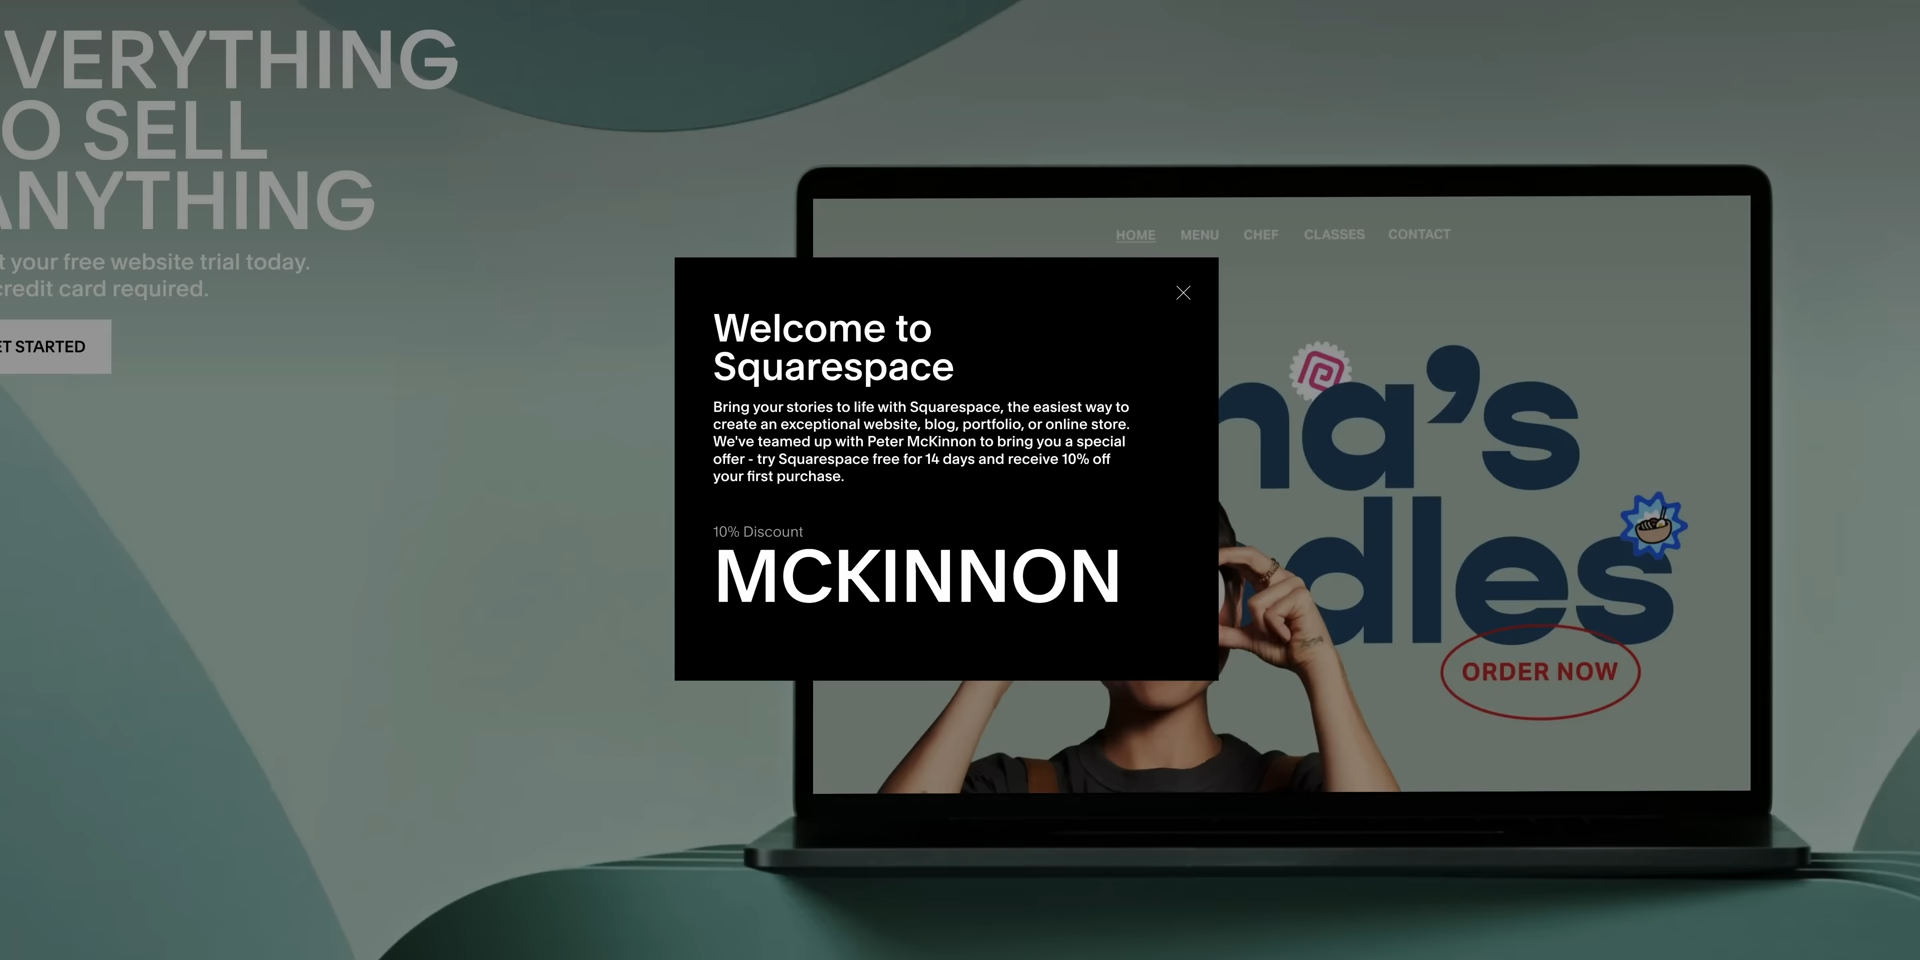 VERYTHING
O SELL
ANYTHING
t your free website trial today.
credit card required.
ET STARTED
HOME MENU CHEF CLASSES CONTACT
Welcome to
Squarespace
Bring your stories to life with Squarespace, the easiest way to
create an exceptional website, blog, portfolio, or online store.
We've teamed up with Peter McKinnon to bring you a special
offer - try Squarespace free for 14 days and receive 10% off
your first purchase.
10% Discount
MCKINNON
na's
dles
ORDER NOW